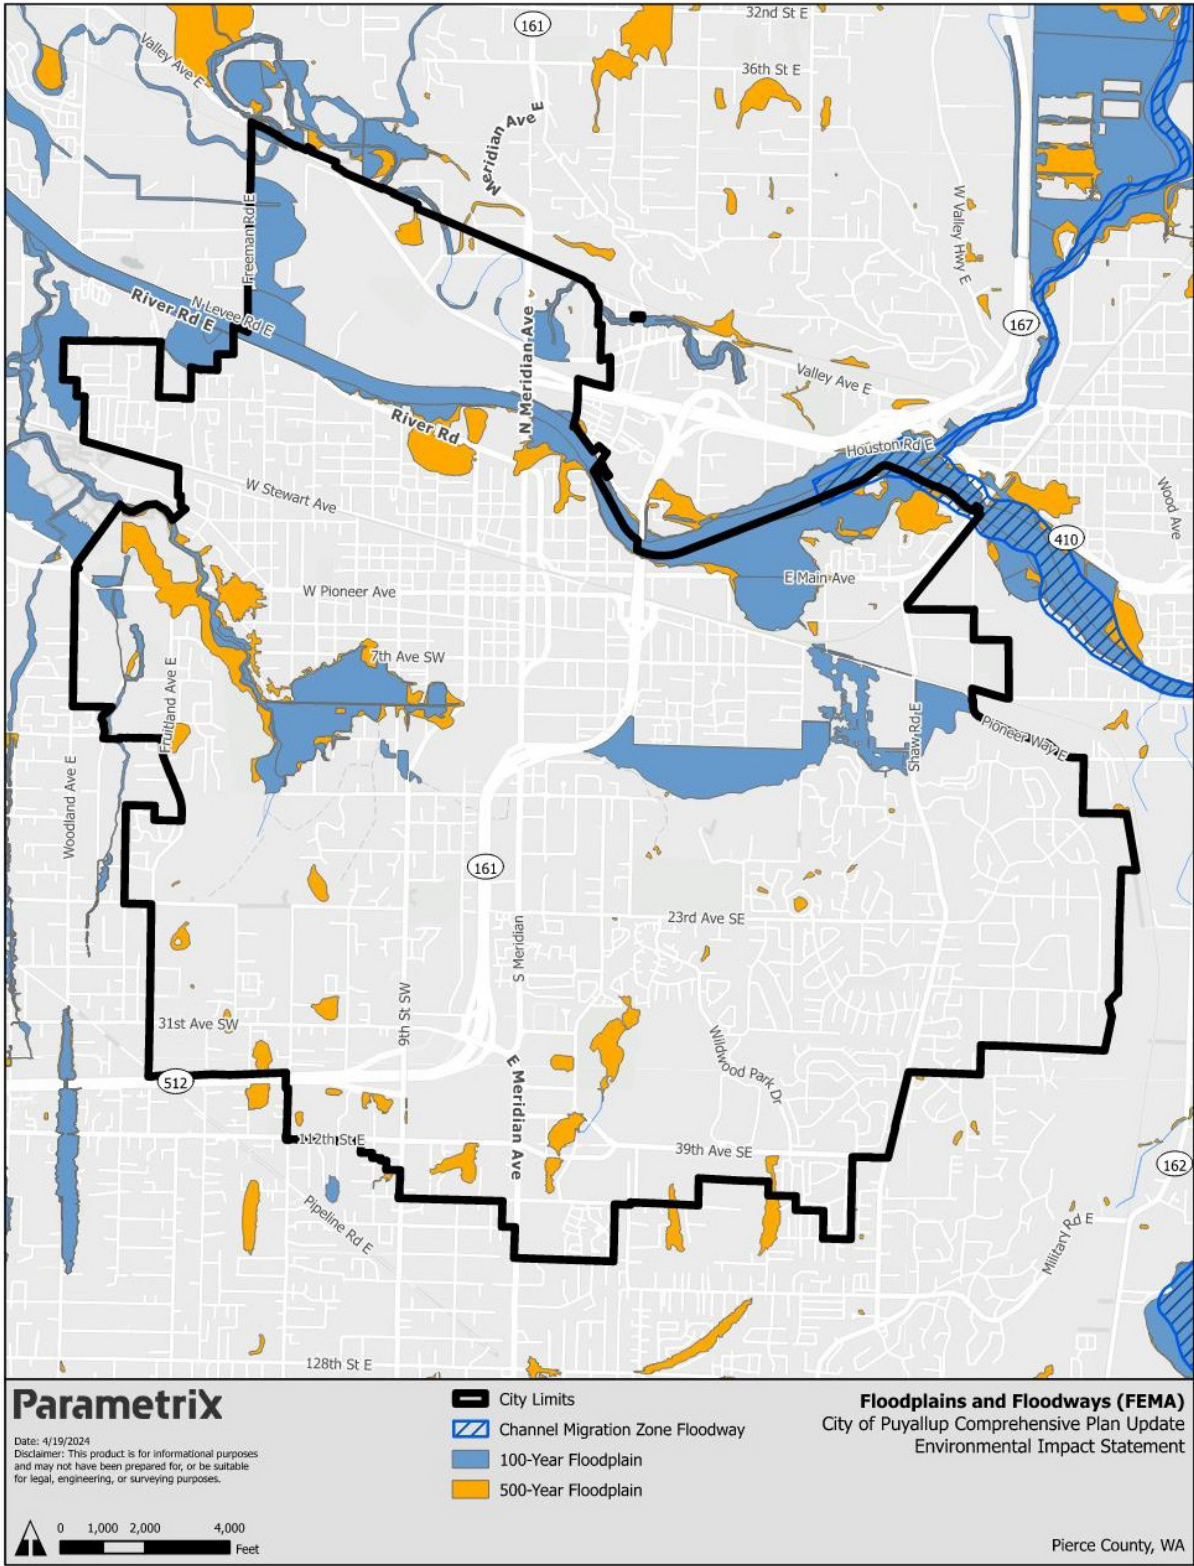 161
32nd St E
Valley Ave E
36th St E
Meridian Ave E
W Valley Hwy E
Freeman Rd E
N Levee Rd E
River Rd E
167
N Meridian Ave
Valley Ave E
River Rd
Houston Rd E
W Stewart Ave
Wood Ave
410
E Main Ave
W Pioneer Ave
7th Ave SW
Fruitland Ave E
Shaw Rd E
Pioneer Way E
Woodland Ave E
161
23rd Ave SE
S Meridian
9th St SW
31st Ave SW
Wildwood Park Dr
E Meridian Ave
512
112th St E
39th Ave SE
162
Pipeline Rd E
Military Rd E
128th St E
Parametrix
Date: 4/19/2024
Disclaimer: This product is for informational purposes
and may not have been prepared for, or be suitable
for legal, engineering, or surveying purposes.
0 1,000 2,000 4,000
Feet
City Limits
Channel Migration Zone Floodway
100-Year Floodplain
500-Year Floodplain
Floodplains and Floodways (FEMA)
City of Puyallup Comprehensive Plan Update
Environmental Impact Statement
Pierce County, WA